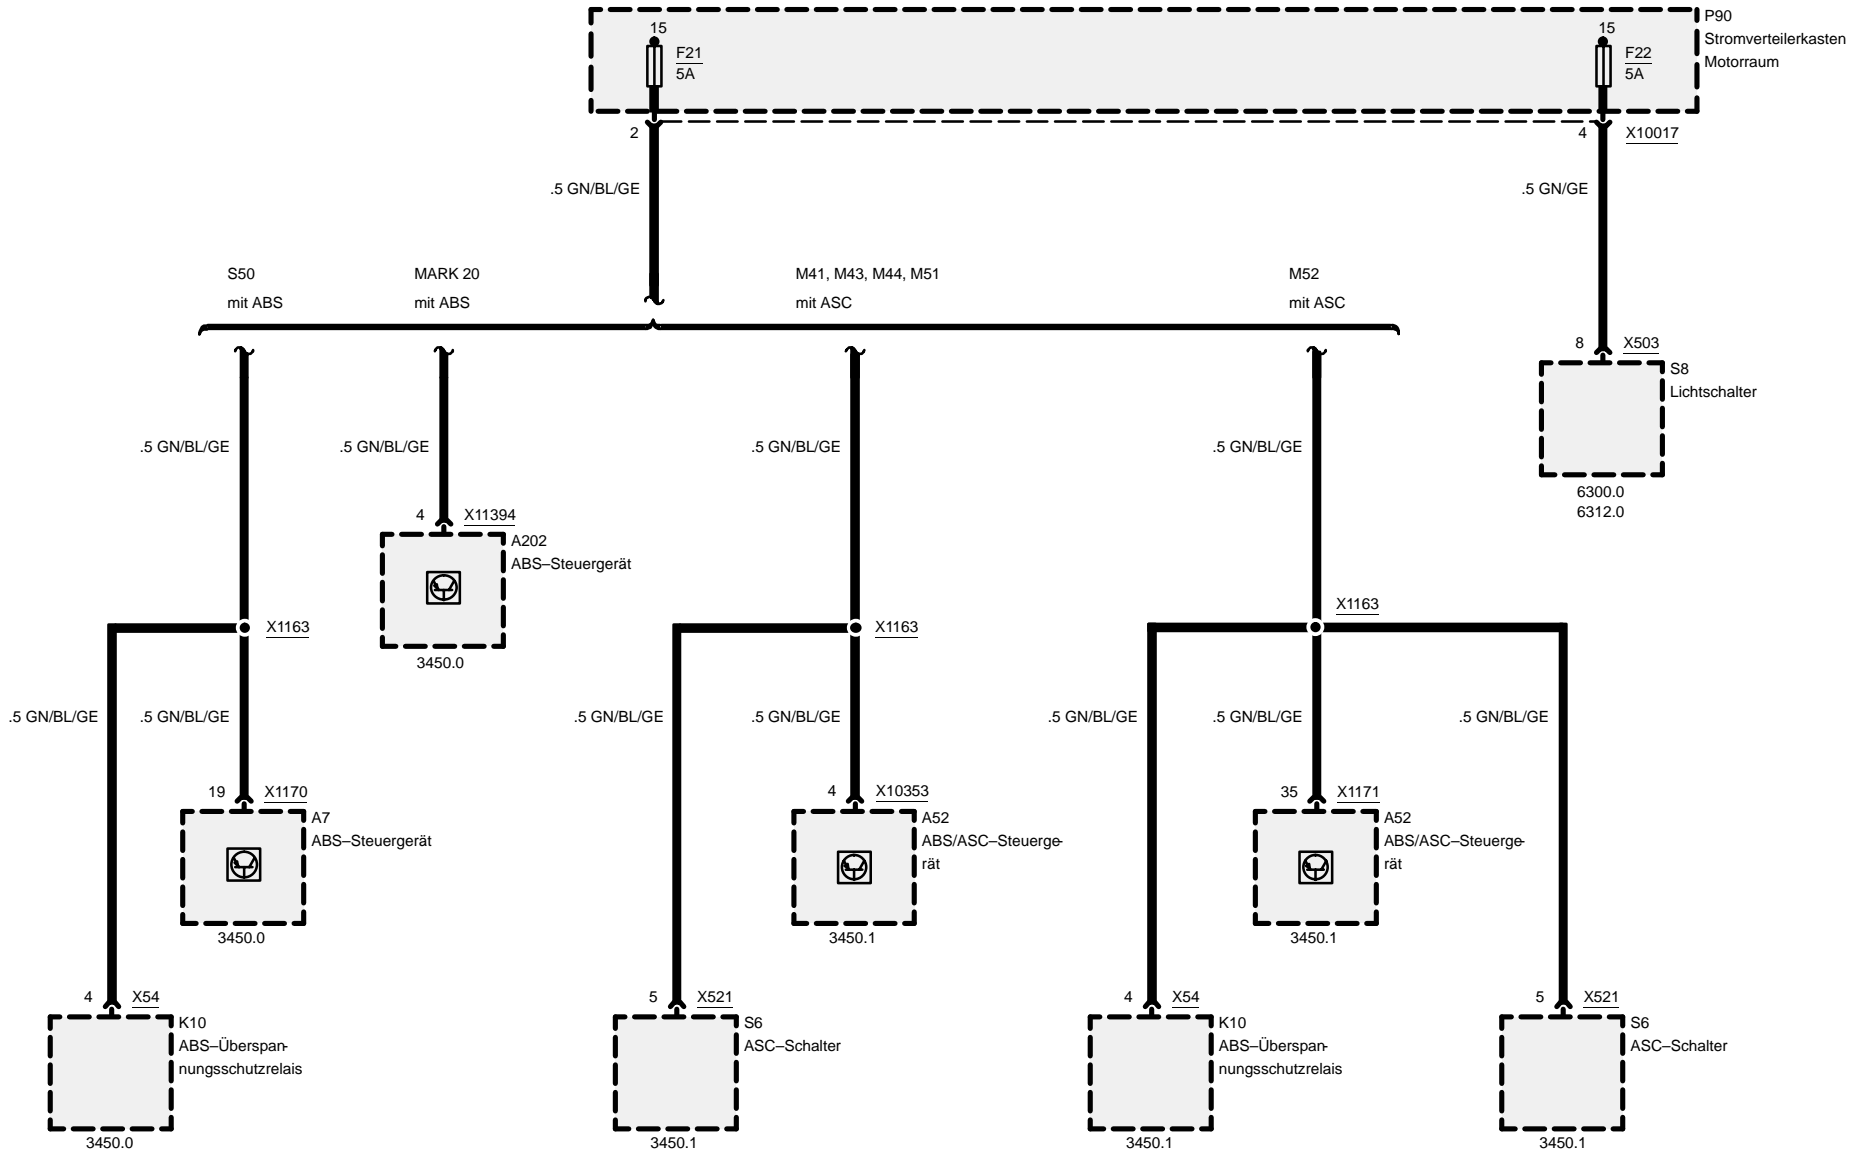 P90
Stromverteilerkasten
Motorraum
15
F21
5A
15
F22
5A
2
4
X10017
.5 GN/BL/GE
.5 GN/GE
S50
mit ABS
MARK 20
mit ABS
M41, M43, M44, M51
mit ASC
M52
mit ASC
8
X503
S8
Lichtschalter
6300.0
6312.0
.5 GN/BL/GE
.5 GN/BL/GE
.5 GN/BL/GE
.5 GN/BL/GE
4
X11394
A202
ABS–Steuergerät
3450.0
X1163
X1163
X1163
.5 GN/BL/GE
.5 GN/BL/GE
.5 GN/BL/GE
.5 GN/BL/GE
.5 GN/BL/GE
.5 GN/BL/GE
.5 GN/BL/GE
19
X1170
A7
ABS–Steuergerät
3450.0
4
X10353
A52
ABS/ASC–Steuerge-
rät
3450.1
35
X1171
A52
ABS/ASC–Steuerge-
rät
3450.1
4
X54
K10
ABS–Überspan-
nungsschutzrelais
3450.0
5
X521
S6
ASC–Schalter
3450.1
4
X54
K10
ABS–Überspan-
nungsschutzrelais
3450.1
5
X521
S6
ASC–Schalter
3450.1